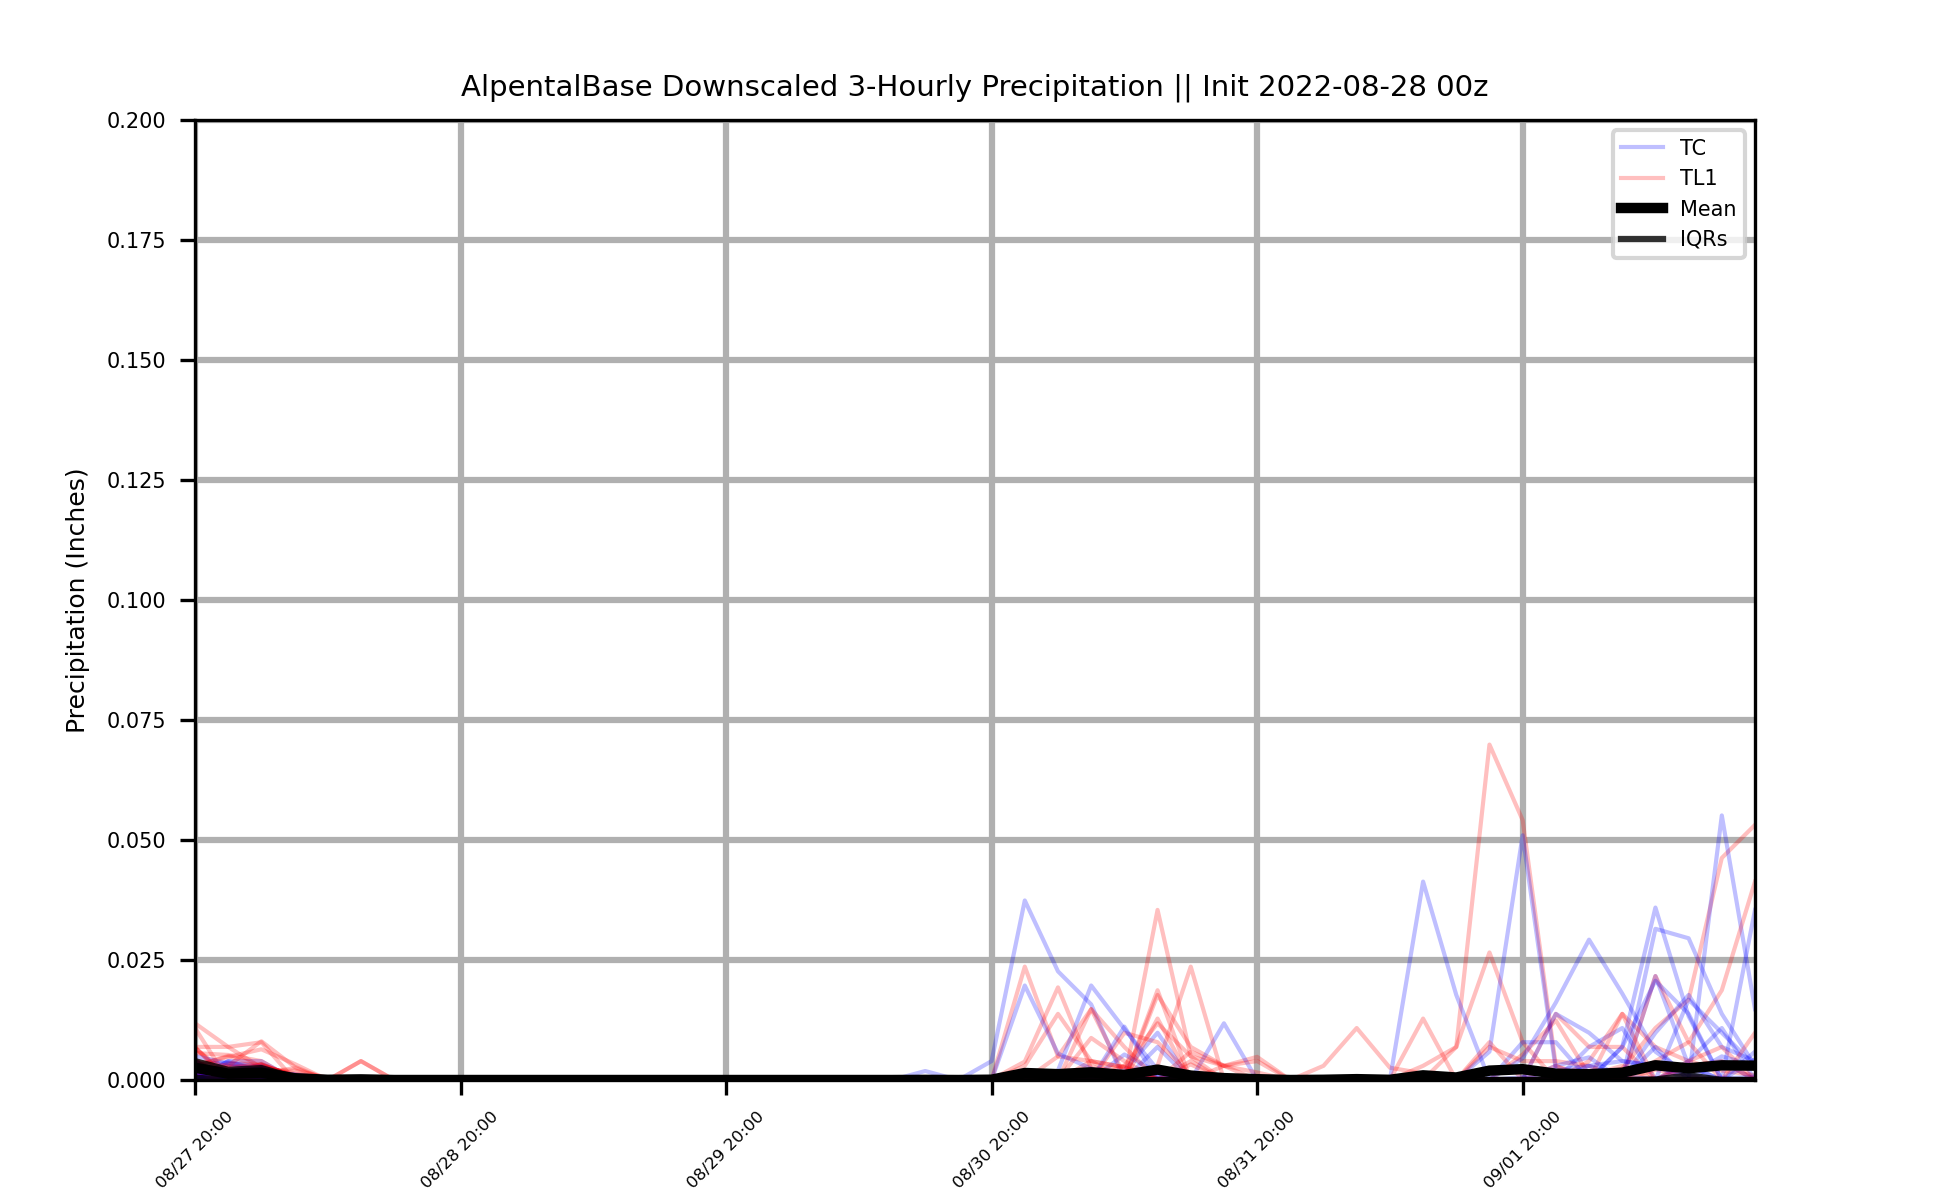 AlpentalBase Downscaled 3-Hourly Precipitation || Init 2022-08-28 00z
TC
TL1
Mean
IQRs
Precipitation (Inches)
0.200
0.175
0.150
0.125
0.100
0.075
0.050
0.025
0.000
08/27 20:00
08/28 20:00
08/29 20:00
08/30 20:00
08/31 20:00
09/01 20:00